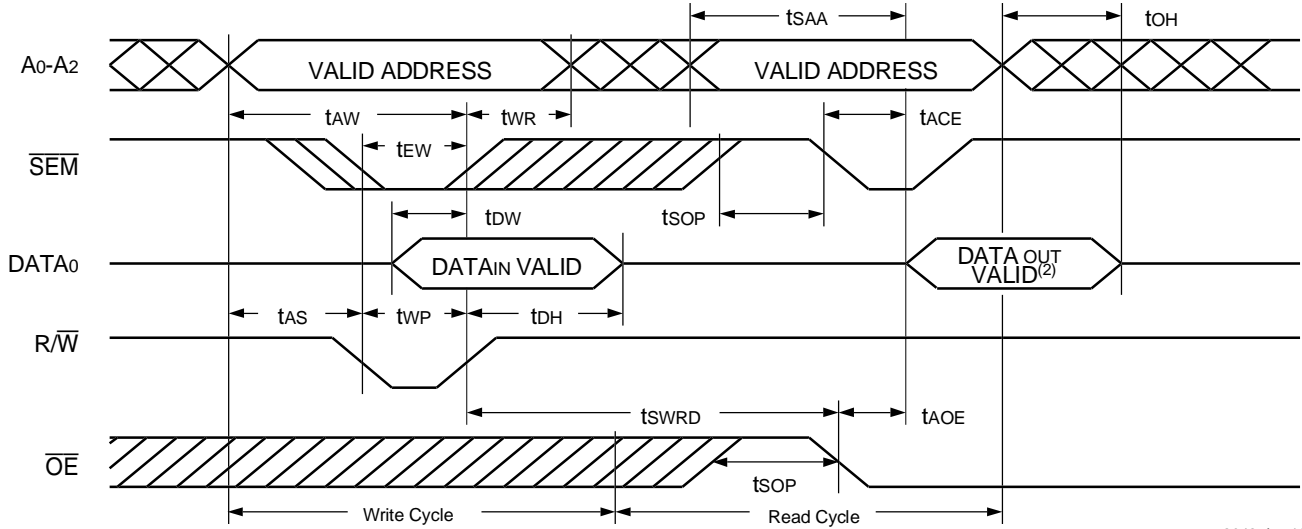 tSAA
tOH
A0-A2
VALID ADDRESS
VALID ADDRESS
tAW
tWR
tACE
tEW
SEM
tDW
tSOP
DATA0
DATAIN VALID
DATA OUT
VALID(2)
tAS
tWP
tDH
R/W
tSWRD
tAOE
OE
tSOP
Write Cycle
Read Cycle